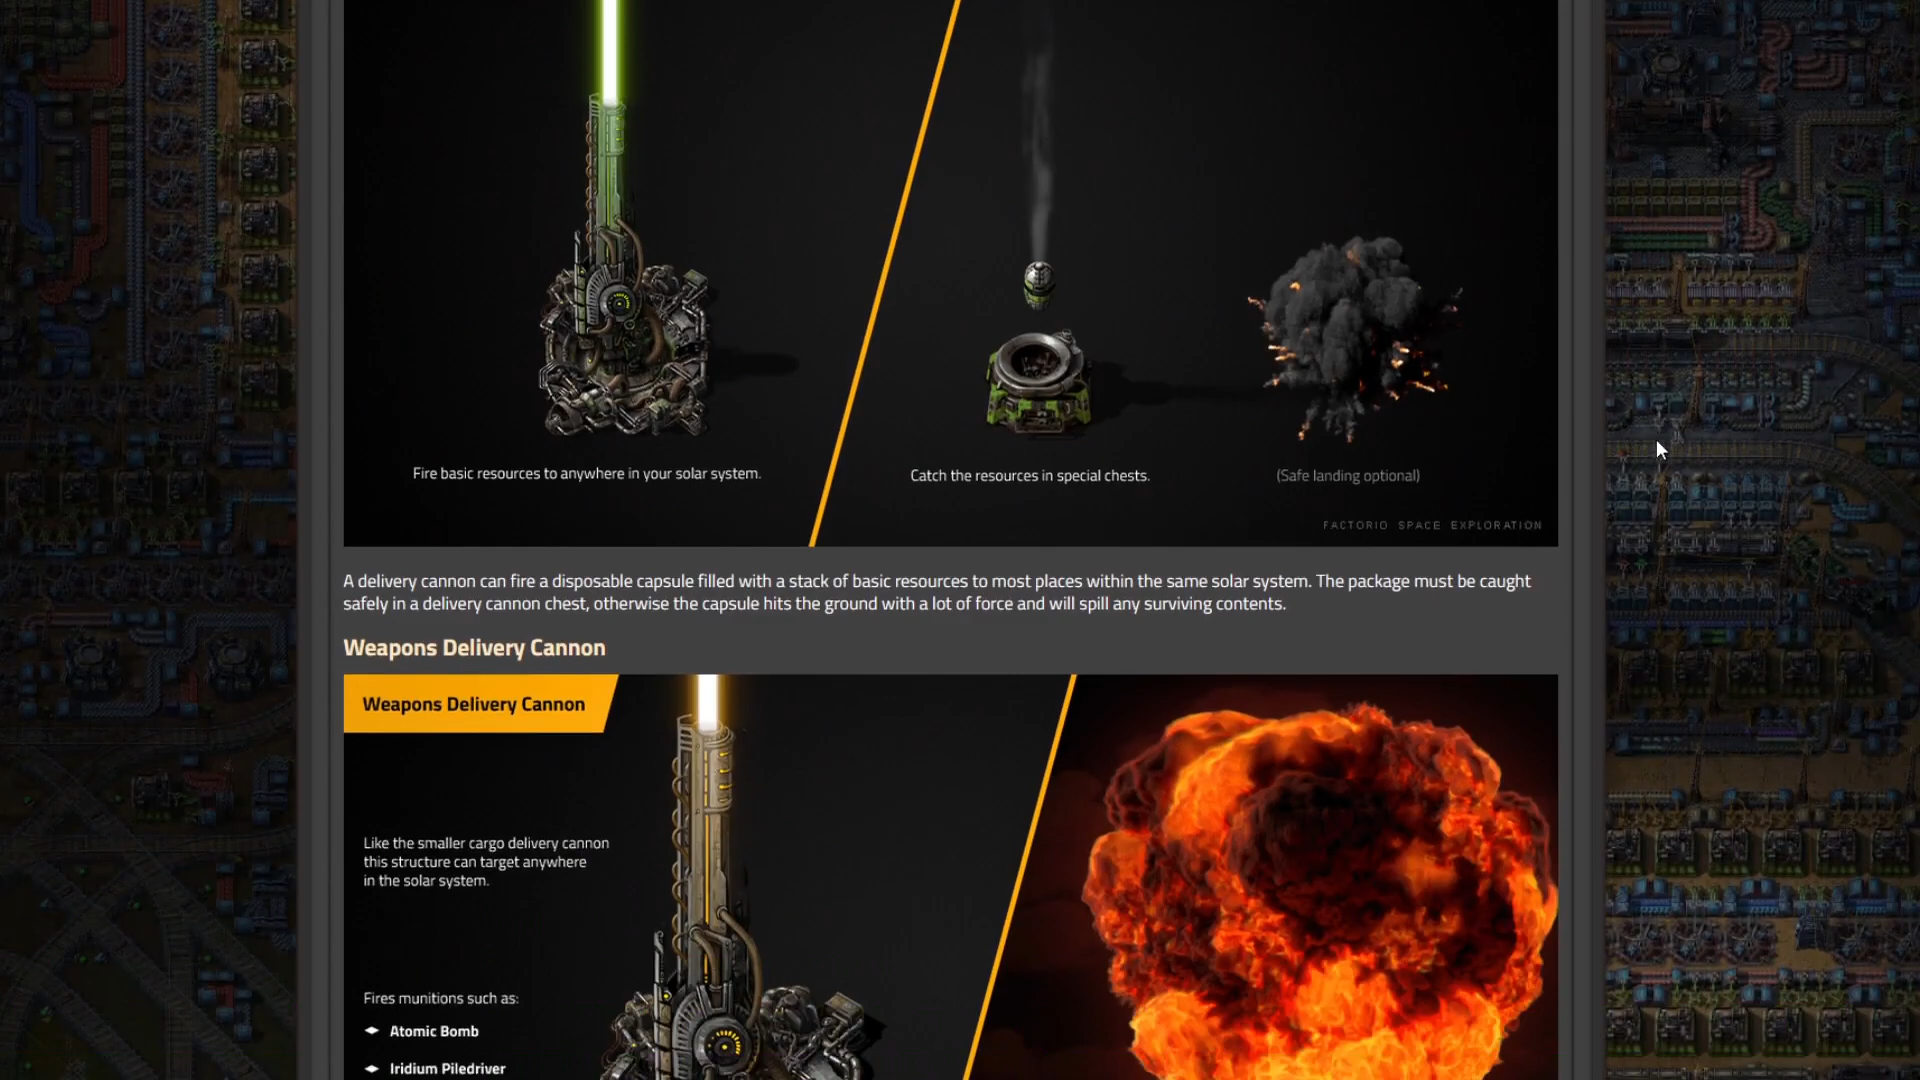 Fire basic resources to anywhere in your solar system.
Catch the resources in special chests.
(Safe landing optional)
FACTORIO SPACE EXPLORATION
A delivery cannon can fire a disposable capsule filled with a stack of basic resources to most places within the same solar system. The package must be caught
safely in a delivery cannon chest, otherwise the capsule hits the ground with a lot of force and will spill any surviving contents.
Weapons Delivery Cannon
Weapons Delivery Cannon
Like the smaller cargo delivery cannon
this structure can target anywhere
in the solar system.
Fires munitions such as:
Atomic Bomb
Iridium Piledriver